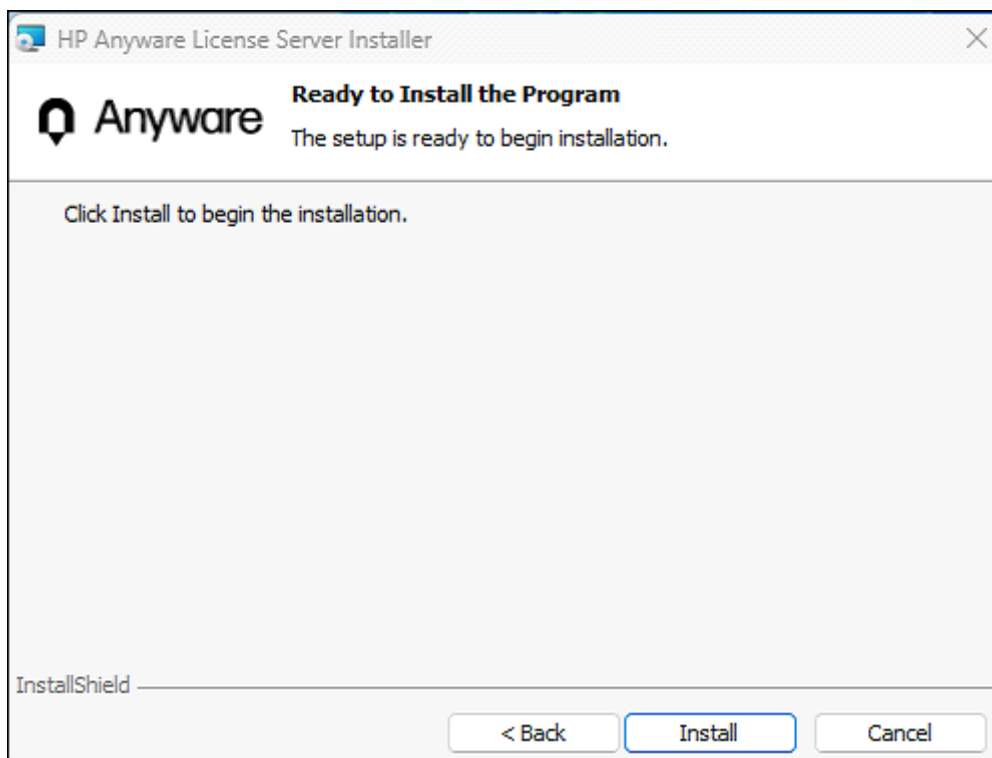 HP Anyware License Server Installer
Anyware
Ready to Install the Program
The setup is ready to begin installation.
Click Install to begin the installation.
InstallShield
< Back
Install
Cancel